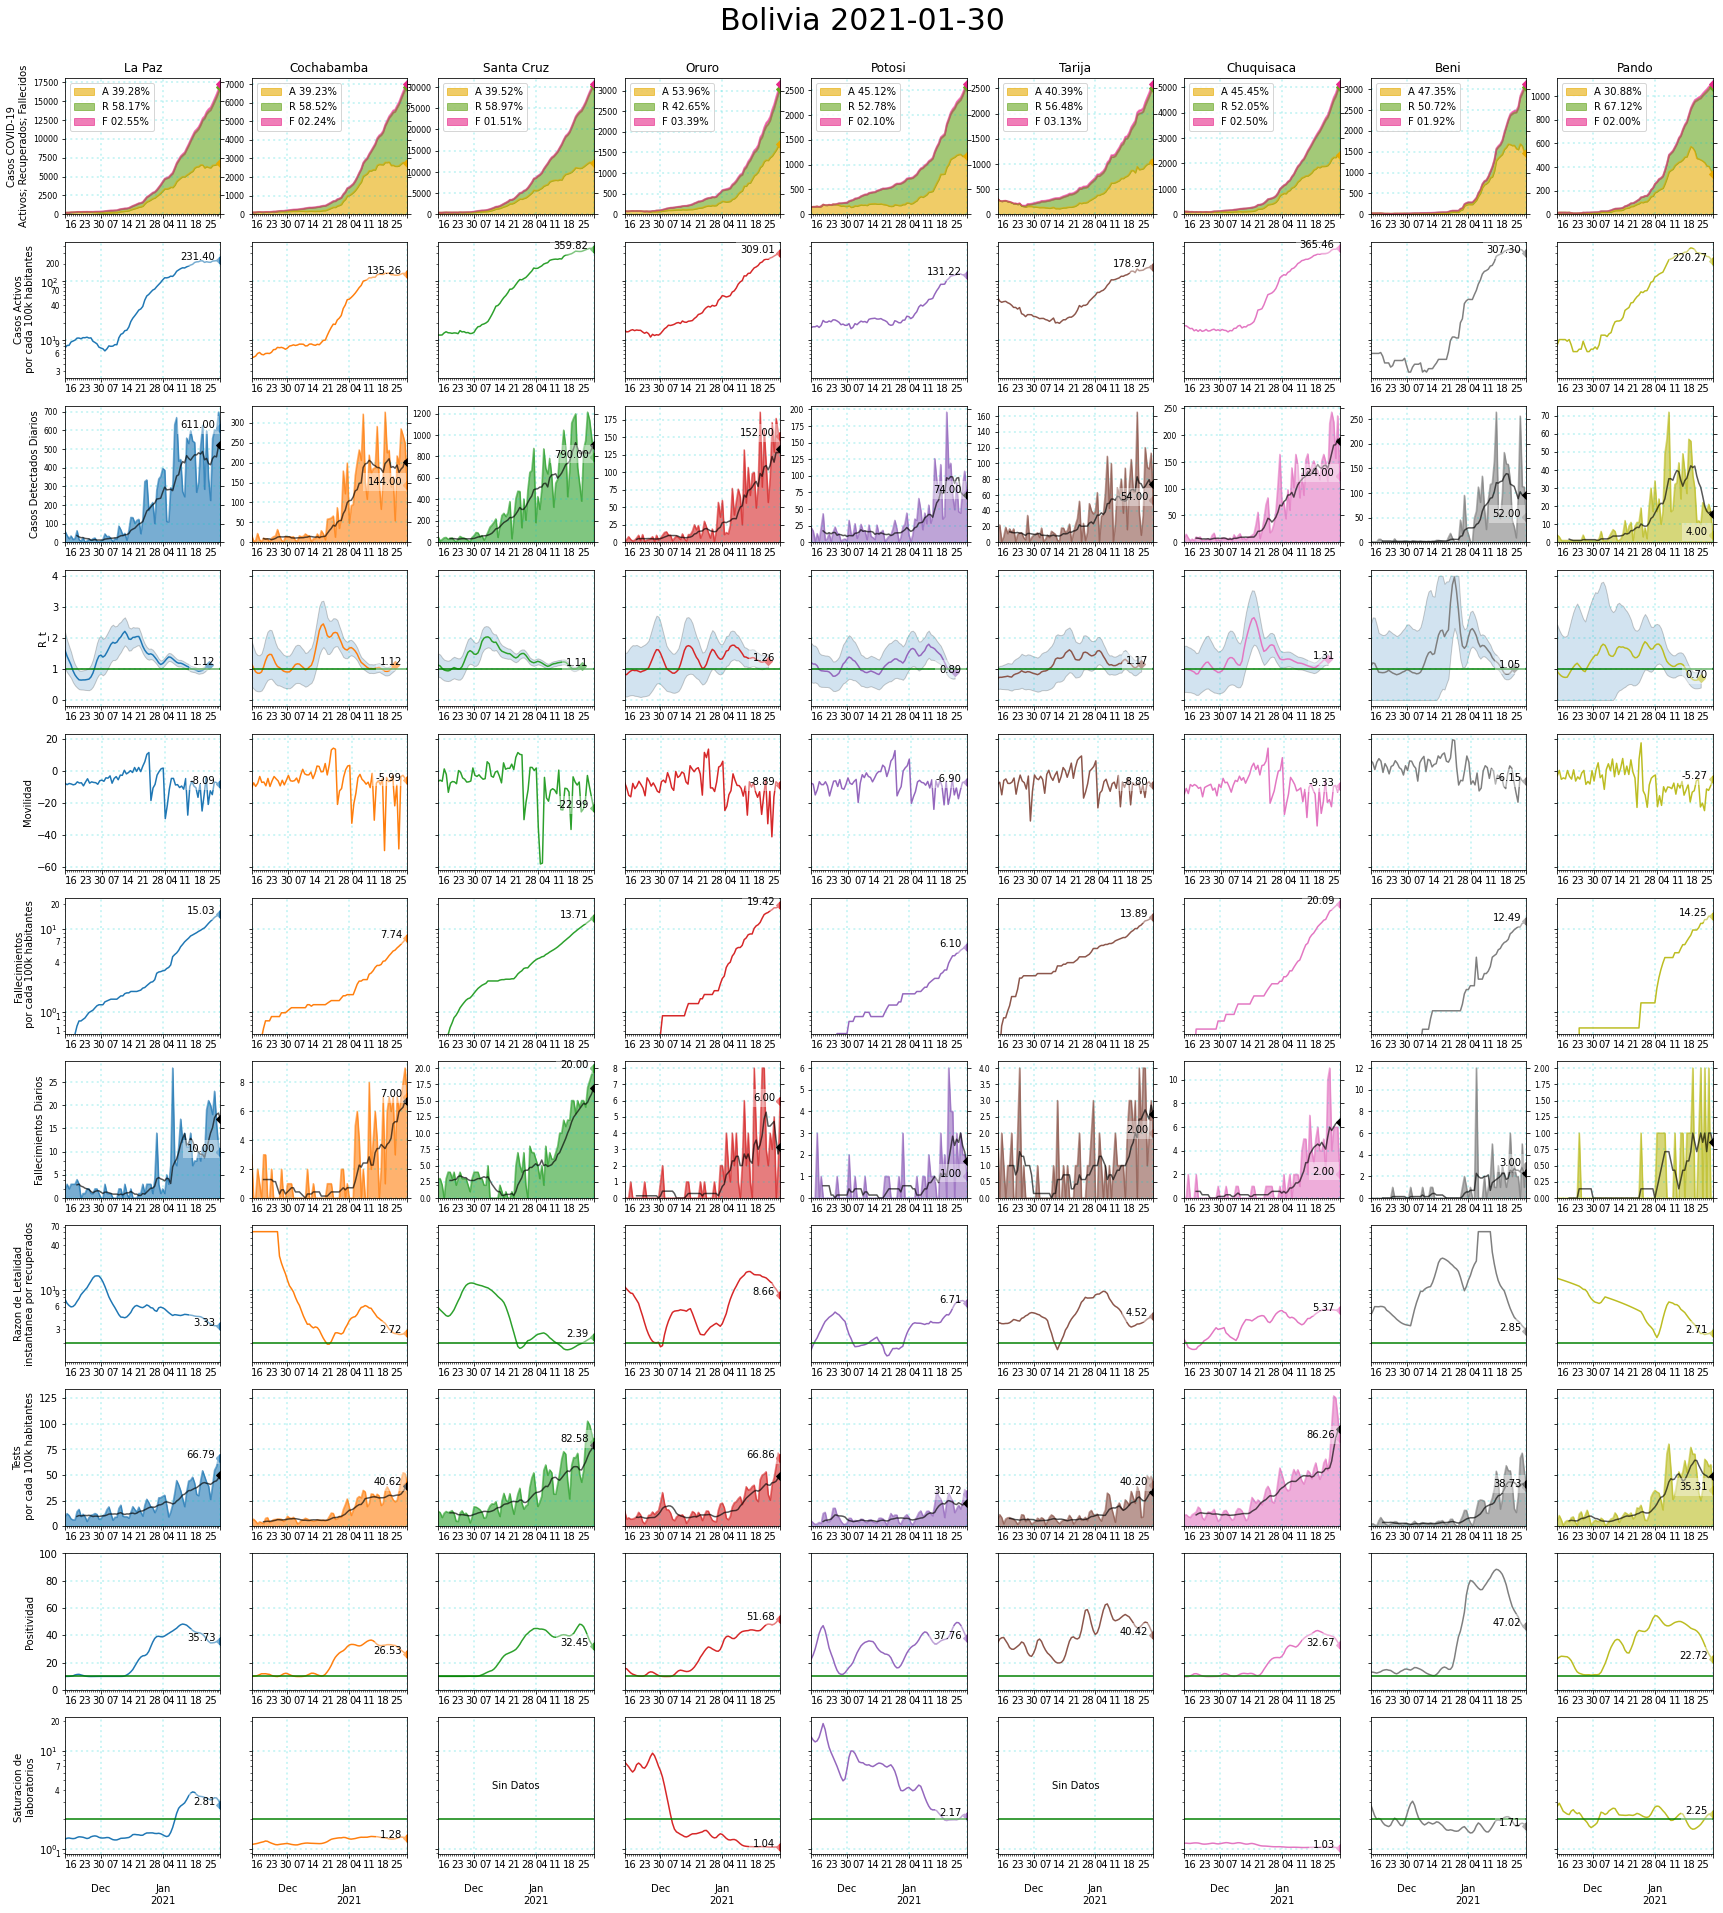 Bolivia 2021-01-30
La Paz Cochabamba Santa Cruz Oruro Potosi Tarija Chuquisaca Beni Pando
Casos COVID-19
Activos; Recuperados; Fallecidos
A 39.28% A 39.23% A 39.52% A 53.96% A 45.12% A 40.39% A 45.45% A 47.35% A 30.88%
R 58.17% R 58.52% R 58.97% R 42.65% R 52.78% R 56.48% R 52.05% R 50.72% R 67.12%
F 02.55% F 02.24% F 01.51% F 03.39% F 02.10% F 03.13% F 02.50% F 01.92% F 02.00%
Casos Activos
por cada 100k habitantes
231.40 135.26 359.82 309.01 131.22 178.97 365.46 307.30 220.27
Casos Detectados Diarios
611.00 144.00 790.00 152.00 74.00 54.00 124.00 52.00 4.00
R_t
1.12 1.12 1.11 1.26 0.89 1.17 1.31 1.05 0.70
Movilidad
-8.09 -5.99 -22.99 -8.89 -6.90 -8.80 -9.33 -6.15 -5.27
Fallecimientos
por cada 100k habitantes
15.03 7.74 13.71 19.42 6.10 13.89 20.09 12.49 14.25
Fallecimientos Diarios
10.00 7.00 20.00 6.00 1.00 2.00 2.00 3.00
Razon de Letalidad
instantanea por recuperados
3.33 2.72 2.39 8.66 6.71 4.52 5.37 2.85 2.71
Tests
por cada 100k habitantes
66.79 40.62 82.58 66.86 31.72 40.20 86.26 38.73 35.31
Positividad
35.73 26.53 32.45 51.68 37.76 40.42 32.67 47.02 22.72
Saturacion de
laboratorios
2.81 1.28 Sin Datos 1.04 2.17 Sin Datos 1.03 1.71 2.25
16 23 30 07 14 21 28 04 11 18 25
Dec Jan
2021